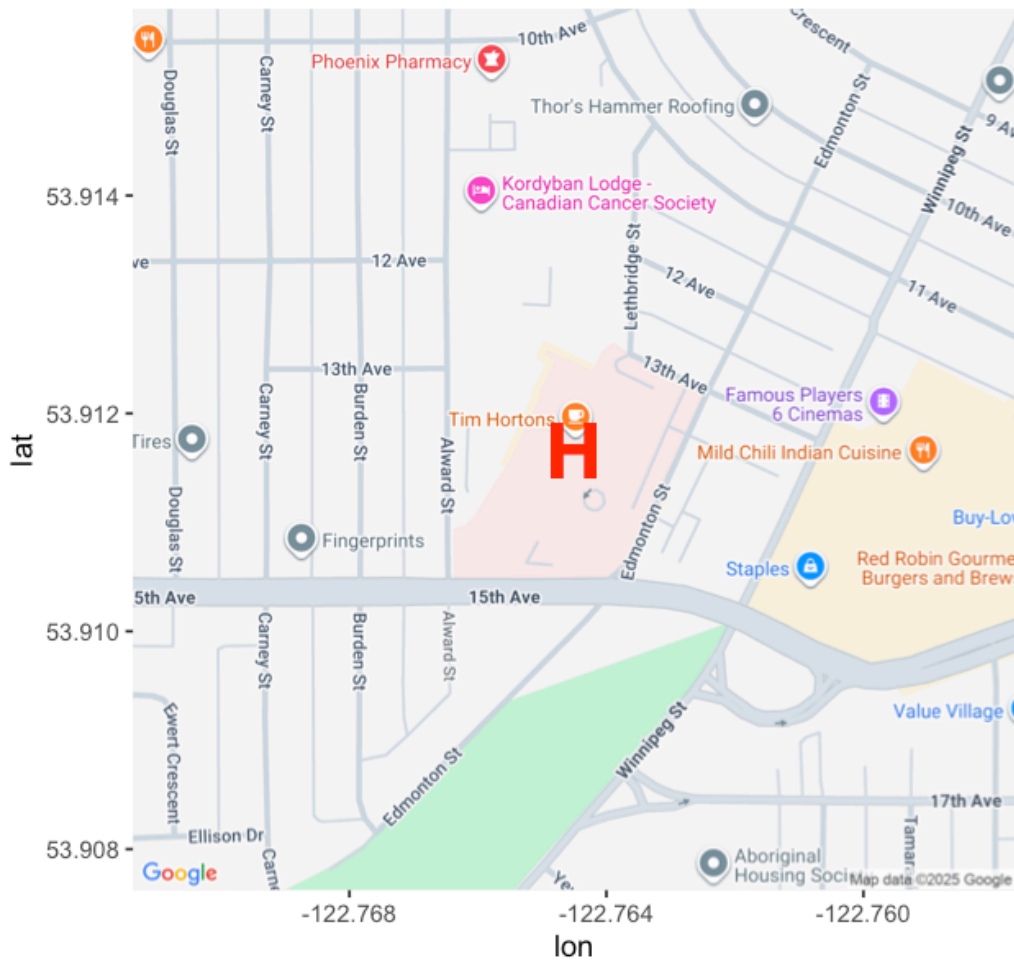 Crescent
10th Ave
Phoenix Pharmacy
Thor's Hammer Roofing
Douglas St
Carney St
Edmonton St
Winnipeg St
9 Av
53.914
Kordyban Lodge -
Canadian Cancer Society
10th Ave
ve
12 Ave
Lethbridge St
12 Ave
11 Ave
13th Ave
13th Ave
Famous Players
6 Cinemas
53.912
Tim Hortons
H
Tires
Mild Chili Indian Cuisine
Carney St
Burden St
Alward St
lat
Douglas St
Edmonton St
Buy-Low
Fingerprints
Staples
Red Robin Gourme
Burgers and Brews
5th Ave
15th Ave
53.910
Carney St
Burden St
Alward St
Value Village
Ewert Crescent
Edmonton St
Winnipeg St
17th Ave
Ellison Dr
53.908
Carne
Tamara
Aboriginal
Housing Soci
Google
Ye
Map data ©2025 Google
-122.768
-122.764
-122.760
lon